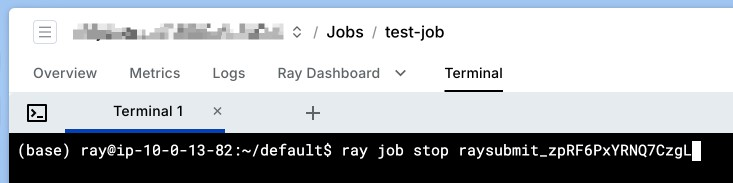 / Jobs / test-job
Overview Metrics Logs Ray Dashboard Terminal
Terminal 1 × +
(base) ray@ip-10-0-13-82:~/default$ ray job stop raysubmit_zpRF6PxYRNQ7CzgL